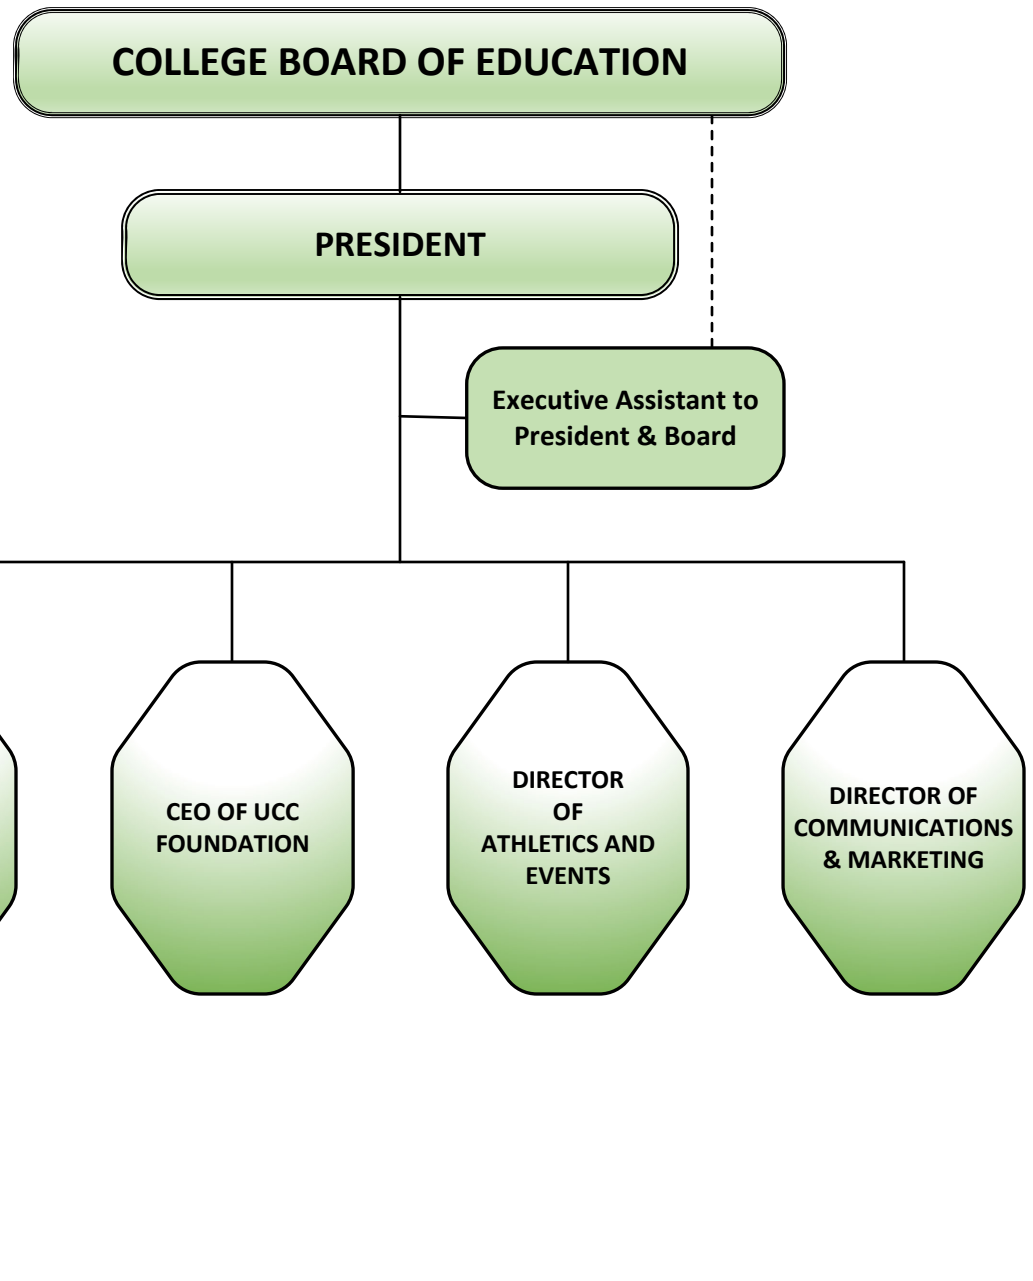 COLLEGE BOARD OF EDUCATION
PRESIDENT
Executive Assistant to
President & Board
CEO OF UCC
FOUNDATION
DIRECTOR
OF
ATHLETICS AND
EVENTS
DIRECTOR OF
COMMUNICATIONS
& MARKETING